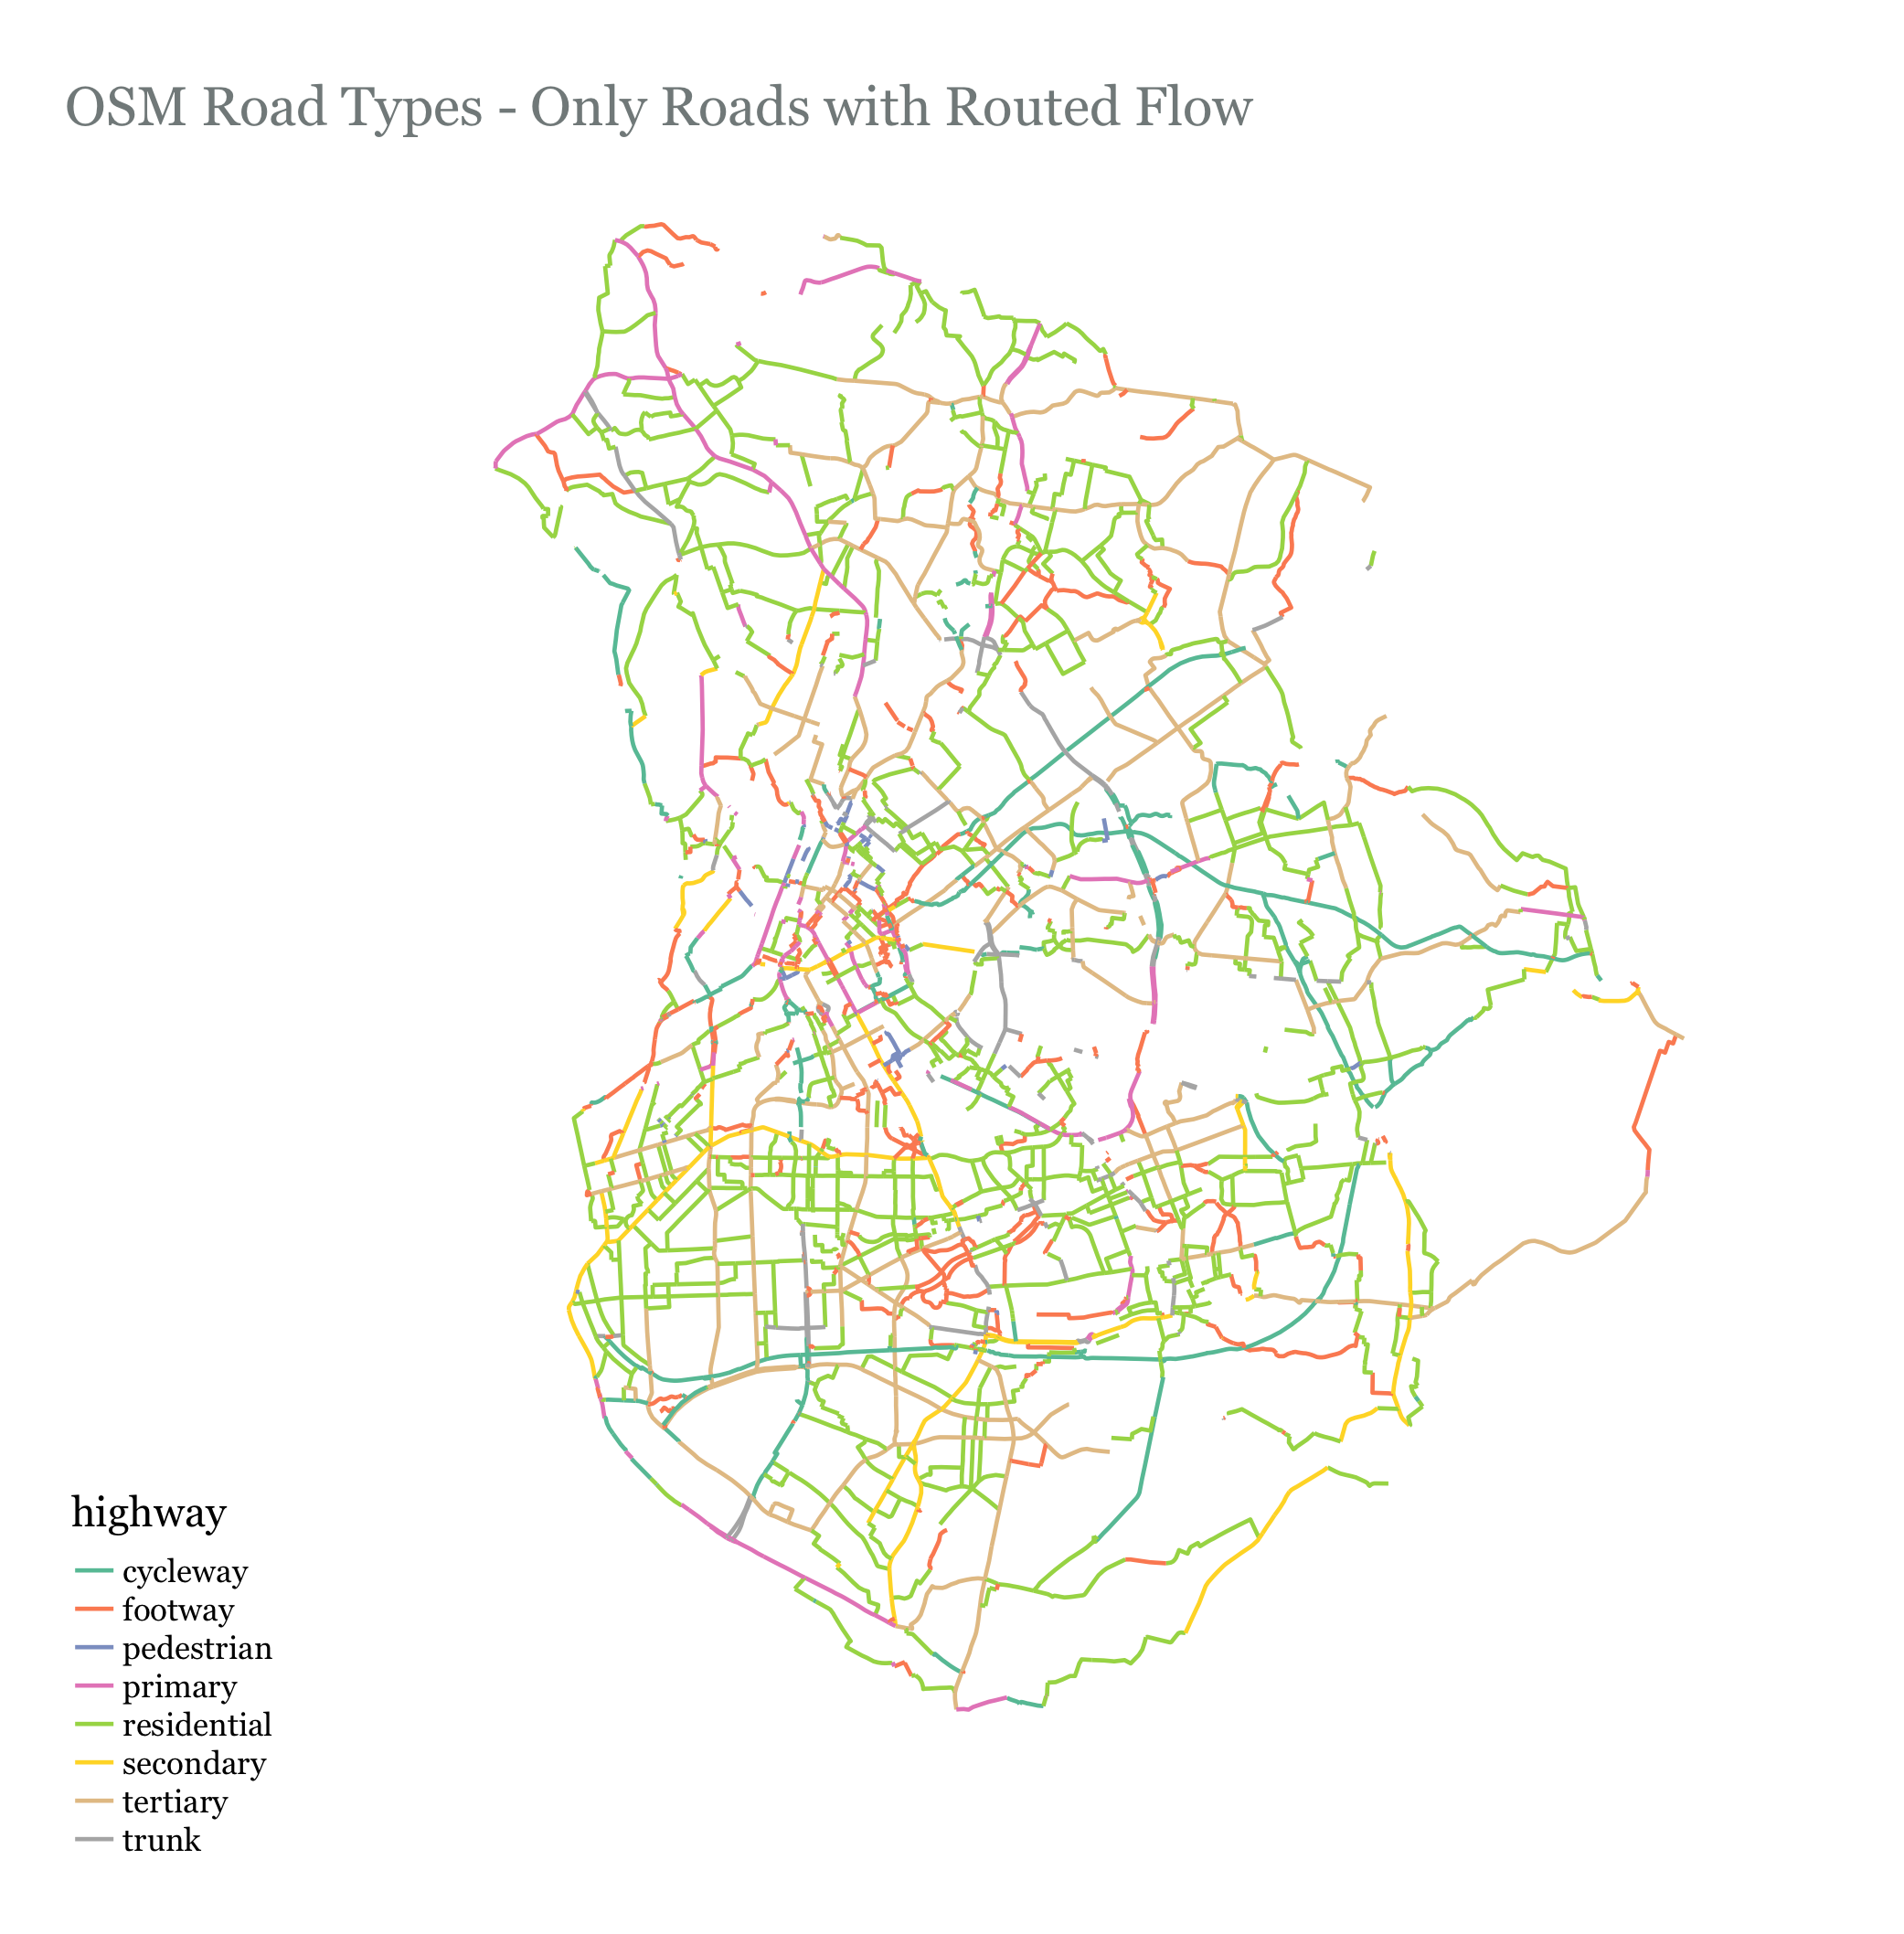 OSM Road Types - Only Roads with Routed Flow
highway
cycleway
footway
pedestrian
primary
residential
secondary
tertiary
trunk